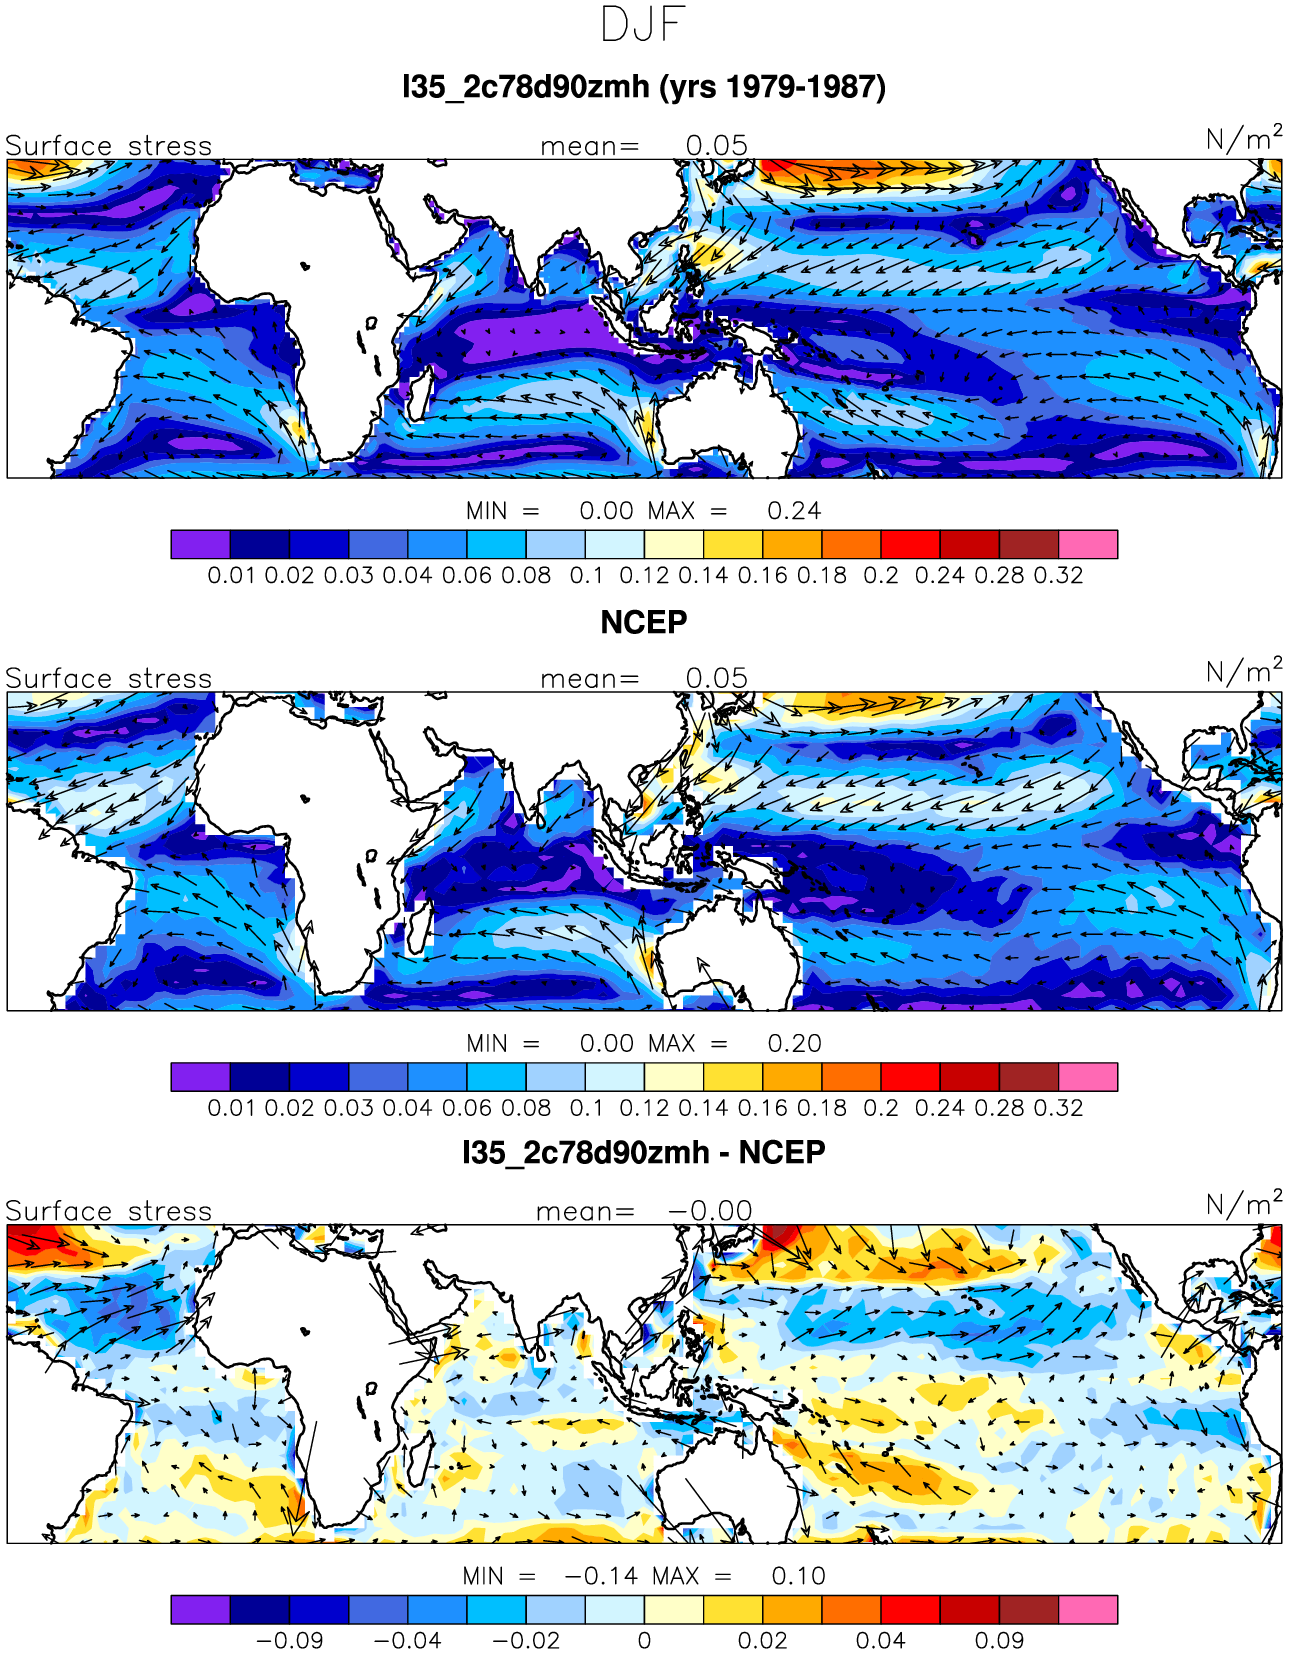 DJF
I35_2c78d90zmh (yrs 1979-1987)
Surface stress mean= 0.05 N/m²
MIN = 0.00 MAX = 0.24
0.01 0.02 0.03 0.04 0.06 0.08 0.1 0.12 0.14 0.16 0.18 0.2 0.24 0.28 0.32
NCEP
Surface stress mean= 0.05 N/m²
MIN = 0.00 MAX = 0.20
0.01 0.02 0.03 0.04 0.06 0.08 0.1 0.12 0.14 0.16 0.18 0.2 0.24 0.28 0.32
I35_2c78d90zmh - NCEP
Surface stress mean= −0.00 N/m²
MIN = −0.14 MAX = 0.10
−0.09 −0.04 −0.02 0 0.02 0.04 0.09